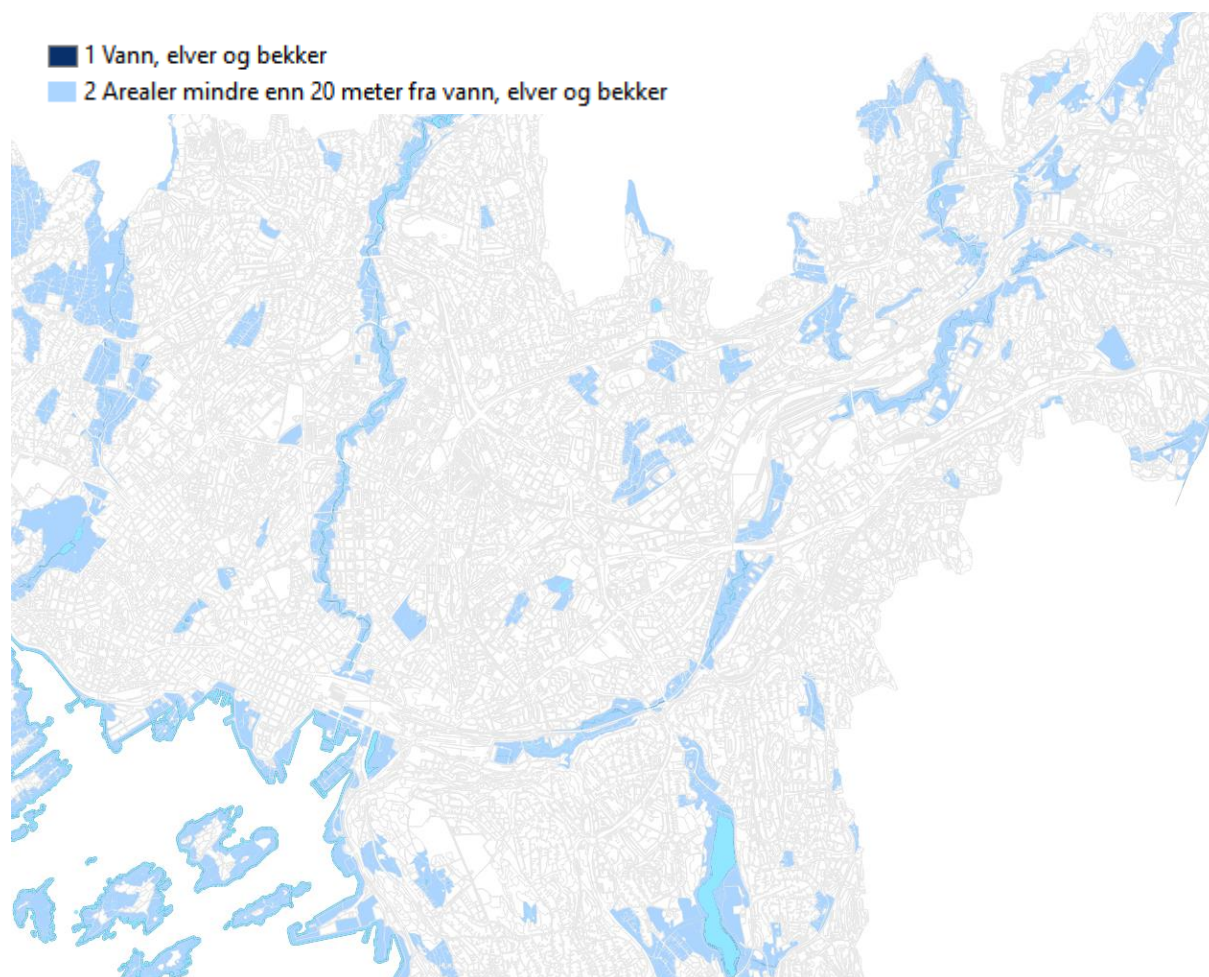 1 Vann, elver og bekker
2 Arealer mindre enn 20 meter fra vann, elver og bekker